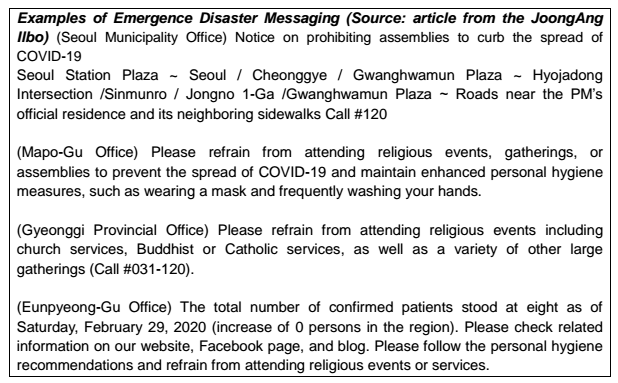 Examples of Emergence Disaster Messaging (Source: article from the JoongAng
Ilbo) (Seoul Municipality Office) Notice on prohibiting assemblies to curb the spread of
COVID-19
Seoul Station Plaza ~ Seoul / Cheonggye / Gwanghwamun Plaza ~ Hyojadong
Intersection /Sinmunro / Jongno 1-Ga /Gwanghwamun Plaza ~ Roads near the PM's
official residence and its neighboring sidewalks Call #120
(Mapo-Gu Office) Please refrain from attending religious events, gatherings, or
assemblies to prevent the spread of COVID-19 and maintain enhanced personal hygiene
measures, such as wearing a mask and frequently washing your hands.
(Gyeonggi Provincial Office) Please refrain from attending religious events including
church services, Buddhist or Catholic services, as well as a variety of other large
gatherings (Call #031-120).
(Eunpyeong-Gu Office) The total number of confirmed patients stood at eight as of
Saturday, February 29, 2020 (increase of 0 persons in the region). Please check related
information on our website, Facebook page, and blog. Please follow the personal hygiene
recommendations and refrain from attending religious events or services.